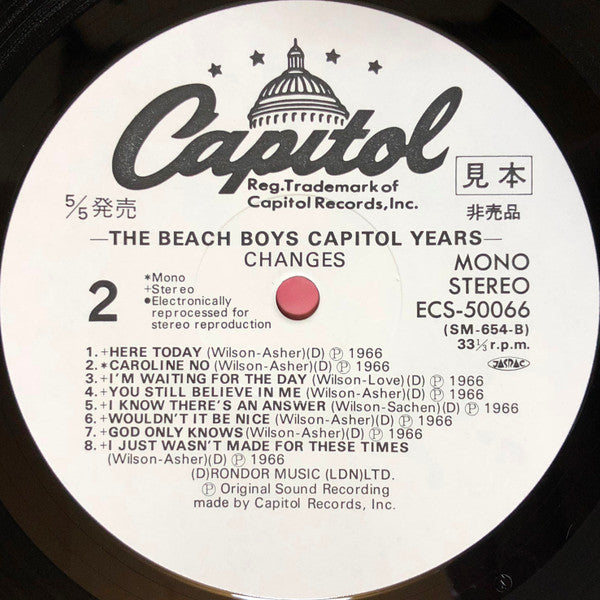 Capitol
Reg.Trademark of
Capitol Records,Inc.
5/5発売
見本
非売品
—THE BEACH BOYS CAPITOL YEARS—
CHANGES
2
*Mono
+Stereo
●Electronically
reprocessed for
stereo reproduction
MONO
STEREO
ECS-50066
(SM-654-B)
33⅓r.p.m.
JASRAC
1.+HERE TODAY (Wilson-Asher)(D) Ⓟ 1966
2.*CAROLINE NO (Wilson-Asher)(D) Ⓟ 1966
3.+I'M WAITING FOR THE DAY (Wilson-Love)(D) Ⓟ 1966
4.+YOU STILL BELIEVE IN ME (Wilson-Asher)(D) Ⓟ 1966
5.+I KNOW THERE'S AN ANSWER (Wilson-Sachen)(D) Ⓟ 1966
6.+WOULDN'T IT BE NICE (Wilson-Asher)(D) Ⓟ 1966
7.+GOD ONLY KNOWS(Wilson-Asher)(D) Ⓟ 1966
8.+I JUST WASN'T MADE FOR THESE TIMES
(Wilson-Asher)(D) Ⓟ 1966
(D)RONDOR MUSIC (LDN)LTD.
Ⓟ Original Sound Recording
made by Capitol Records, Inc.